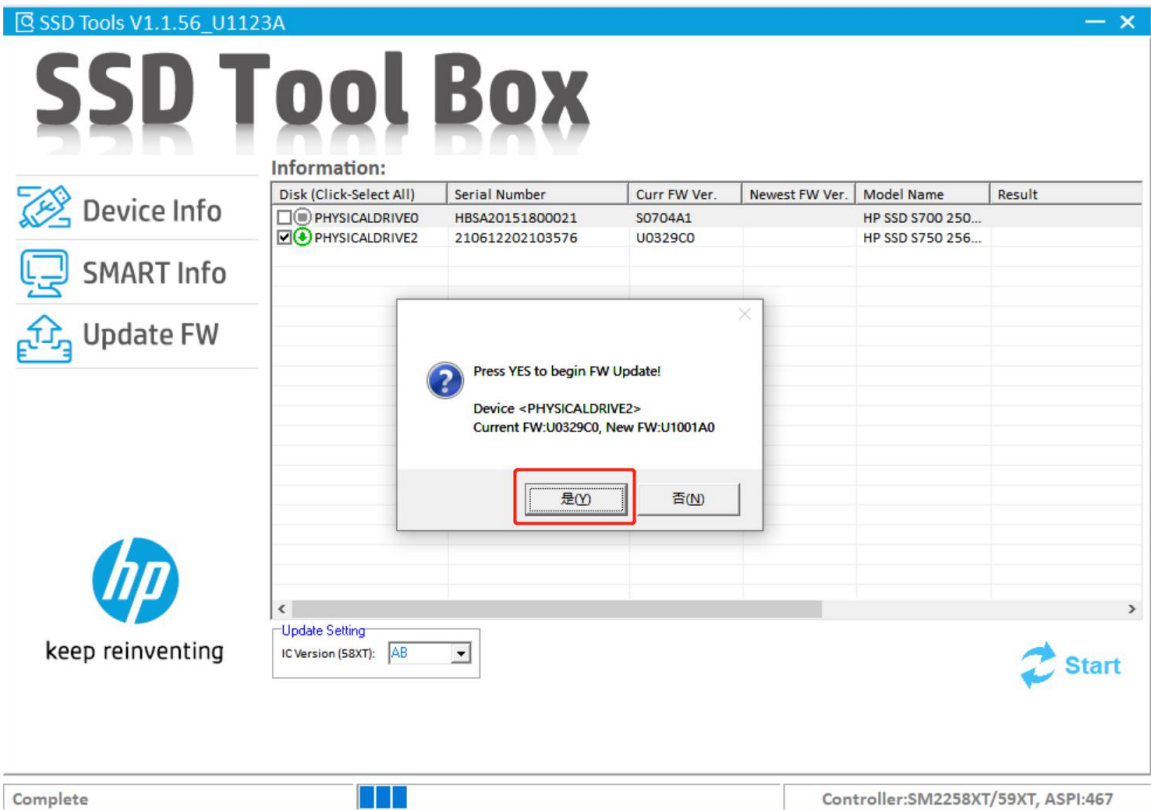 SSD Tools V1.1.56_U1123A
SSD Tool Box
Device Info
SMART Info
Update FW
hp
keep reinventing
Information:
Disk (Click-Select All) Serial Number Curr FW Ver. Newest FW Ver. Model Name Result
PHYSICALDRIVE0 HBSA20151800021 S0704A1 HP SSD S700 250...
PHYSICALDRIVE2 210612202103576 U0329C0 HP SSD S750 256...
Press YES to begin FW Update!
Device <PHYSICALDRIVE2>
Current FW:U0329C0, New FW:U1001A0
是(Y) 否(N)
Update Setting
IC Version (58XT): AB
Start
Complete Controller:SM2258XT/59XT, ASPI:467